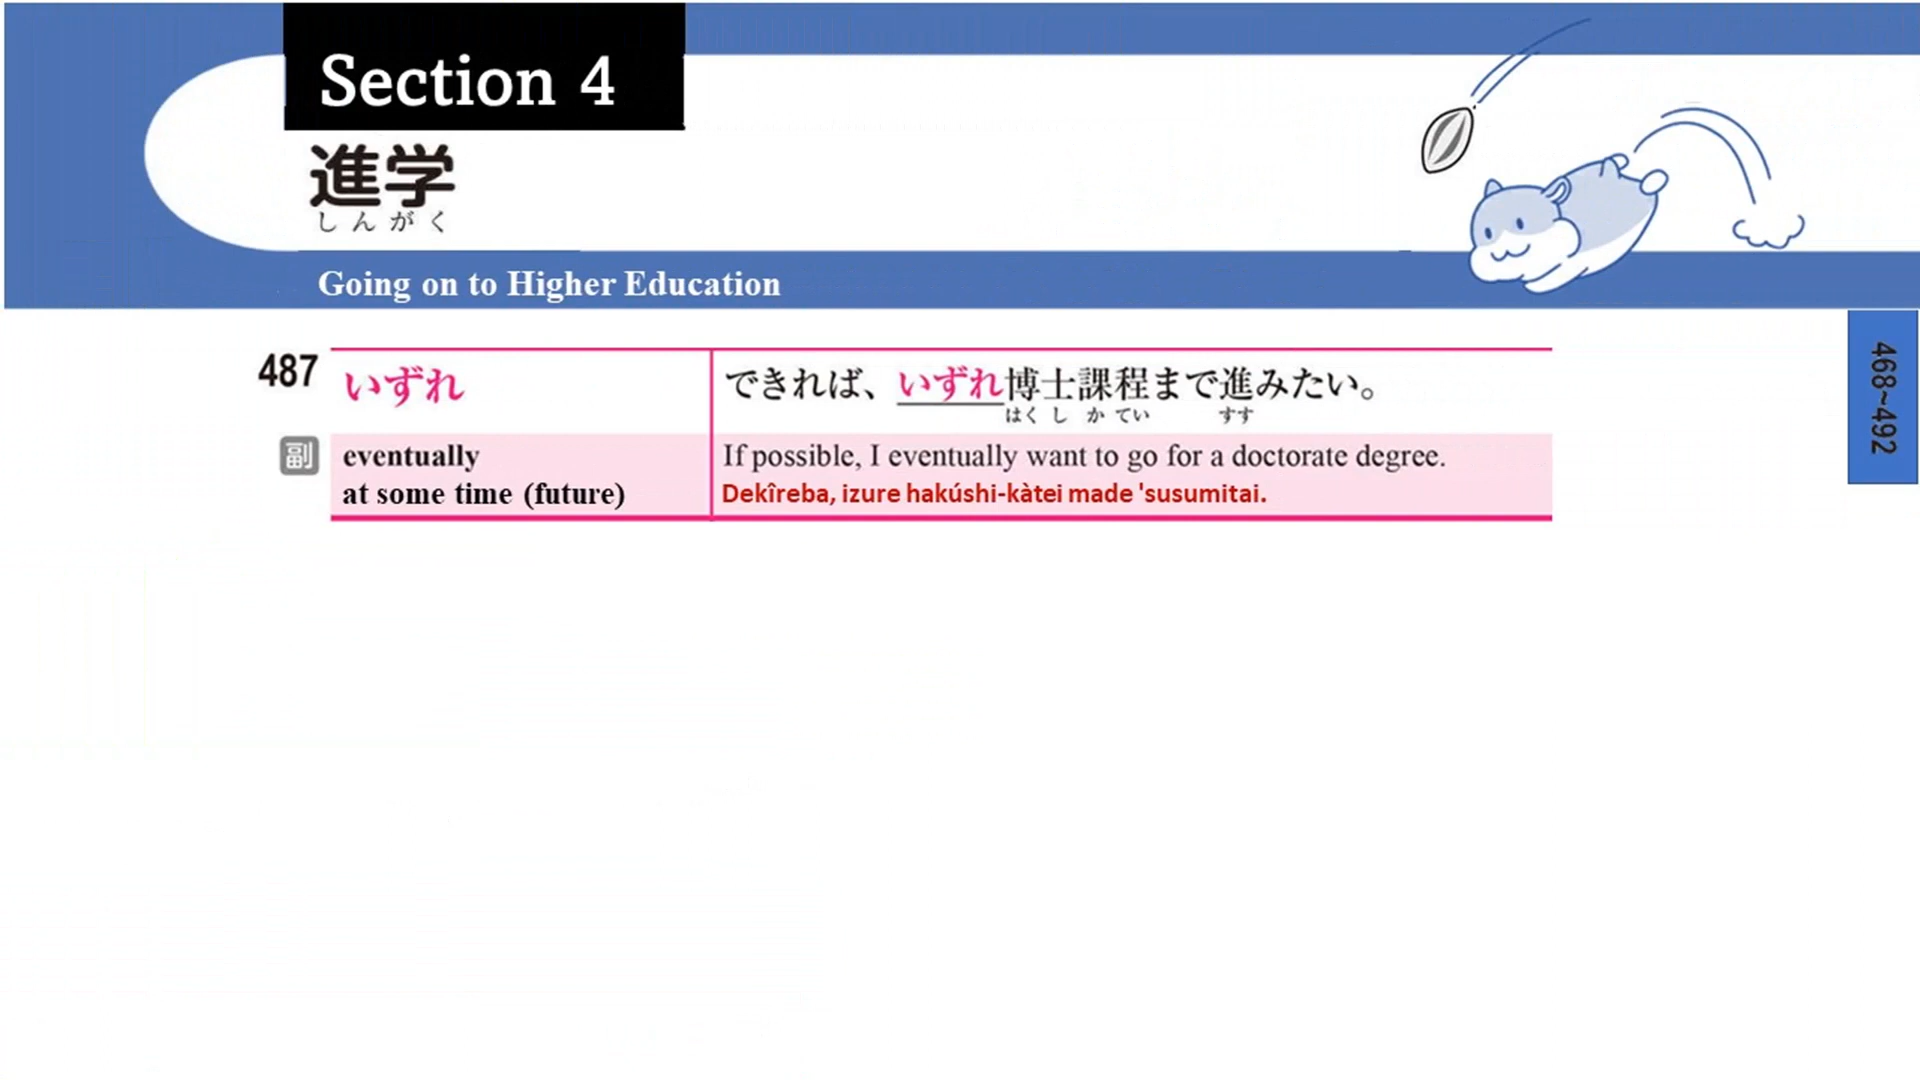 Section 4
進学
しんがく
Going on to Higher Education
468~492
487
いずれ
できれば、いずれ博士課程まで進みたい。
はくしかてい すす
副
eventually
If possible, I eventually want to go for a doctorate degree.
at some time (future)
Dekîreba, izure hakúshi-kàtei made 'susumitai.